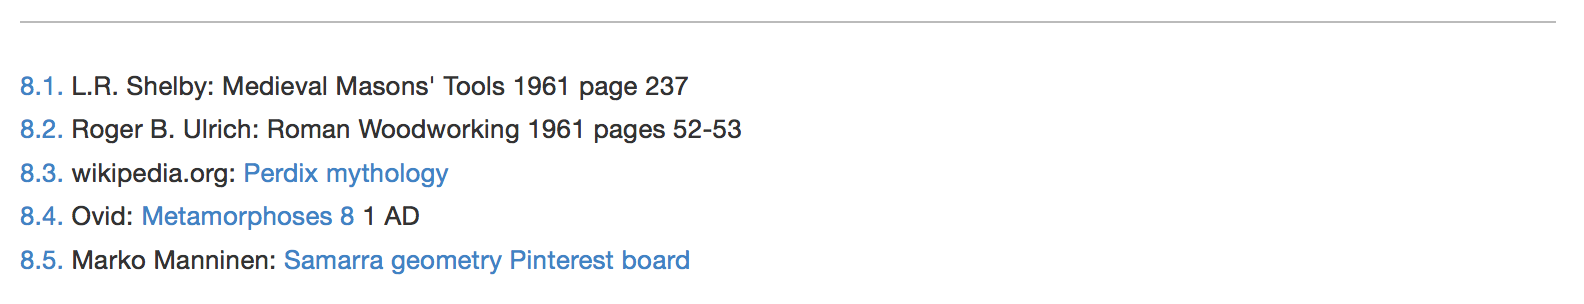 8.1. L.R. Shelby: Medieval Masons' Tools 1961 page 237
8.2. Roger B. Ulrich: Roman Woodworking 1961 pages 52-53
8.3. wikipedia.org: Perdix mythology
8.4. Ovid: Metamorphoses 8 1 AD
8.5. Marko Manninen: Samarra geometry Pinterest board